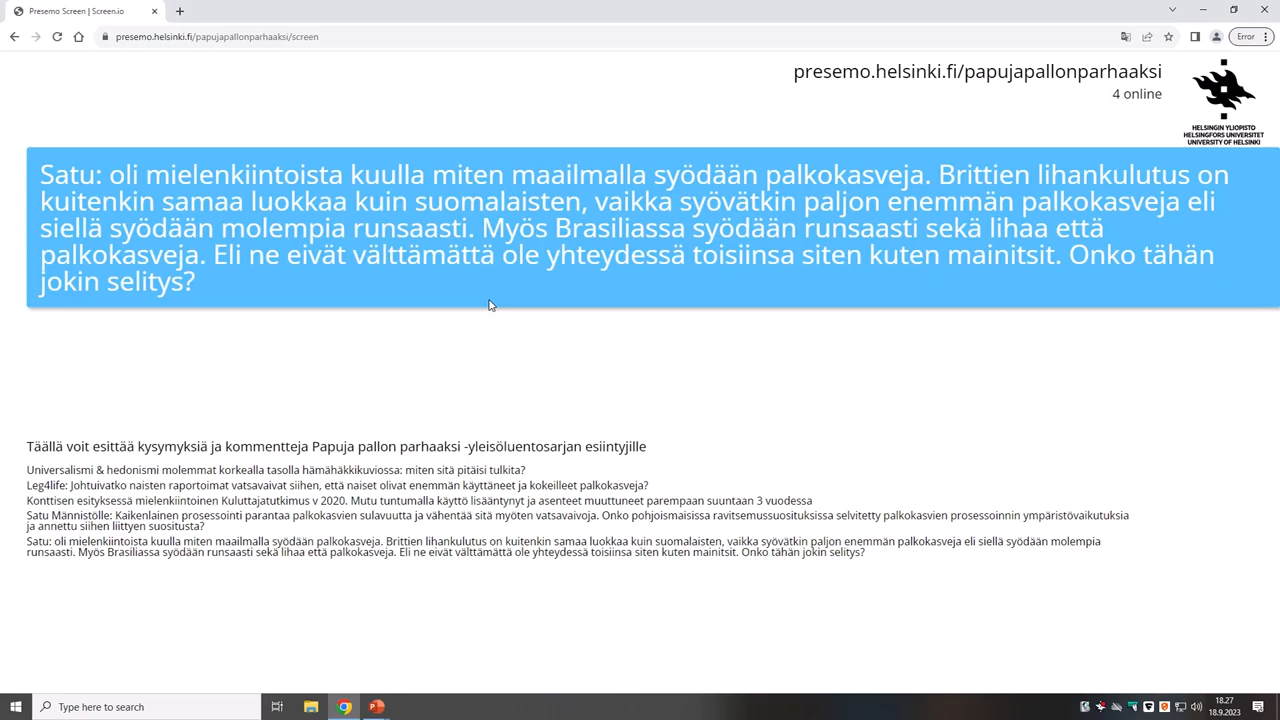 Presemo Screen | Screen.io
presemo.helsinki.fi/papujapallonparhaaksi/screen
Error
presemo.helsinki.fi/papujapallonparhaaksi
4 online
HELSINGIN YLIOPISTO
HELSINGFORS UNIVERSITET
UNIVERSITY OF HELSINKI
Satu: oli mielenkiintoista kuulla miten maailmalla syödään palkokasveja. Brittien lihankulutus on
kuitenkin samaa luokkaa kuin suomalaisten, vaikka syövätkin paljon enemmän palkokasveja eli
siellä syödään molempia runsaasti. Myös Brasiliassa syödään runsaasti sekä lihaa että
palkokasveja. Eli ne eivät välttämättä ole yhteydessä toisiinsa siten kuten mainitsit. Onko tähän
jokin selitys?
Täällä voit esittää kysymyksiä ja kommentteja Papuja pallon parhaaksi -yleisöluentosarjan esiintyjille
Universalismi & hedonismi molemmat korkealla tasolla hämähäkkikuviossa: miten sitä pitäisi tulkita?
Leg4life: Johtuivatko naisten raportoimat vatsavaivat siihen, että naiset olivat enemmän käyttäneet ja kokeilleet palkokasveja?
Konttisen esityksessä mielenkiintoinen Kuluttajatutkimus v 2020. Mutu tuntumalla käyttö lisääntynyt ja asenteet muuttuneet parempaan suuntaan 3 vuodessa
Satu Männistölle: Kaikenlainen prosessointi parantaa palkokasvien sulavuutta ja vähentää sitä myöten vatsavaivoja. Onko pohjoismaisissa ravitsemussuosituksissa selvitetty palkokasvien prosessoinnin ympäristövaikutuksia
ja annettu siihen liittyen suositusta?
Satu: oli mielenkiintoista kuulla miten maailmalla syödään palkokasveja. Brittien lihankulutus on kuitenkin samaa luokkaa kuin suomalaisten, vaikka syövätkin paljon enemmän palkokasveja eli siellä syödään molempia
runsaasti. Myös Brasiliassa syödään runsaasti sekä lihaa että palkokasveja. Eli ne eivät välttämättä ole yhteydessä toisiinsa siten kuten mainitsit. Onko tähän jokin selitys?
Type here to search
18.27
18.9.2023